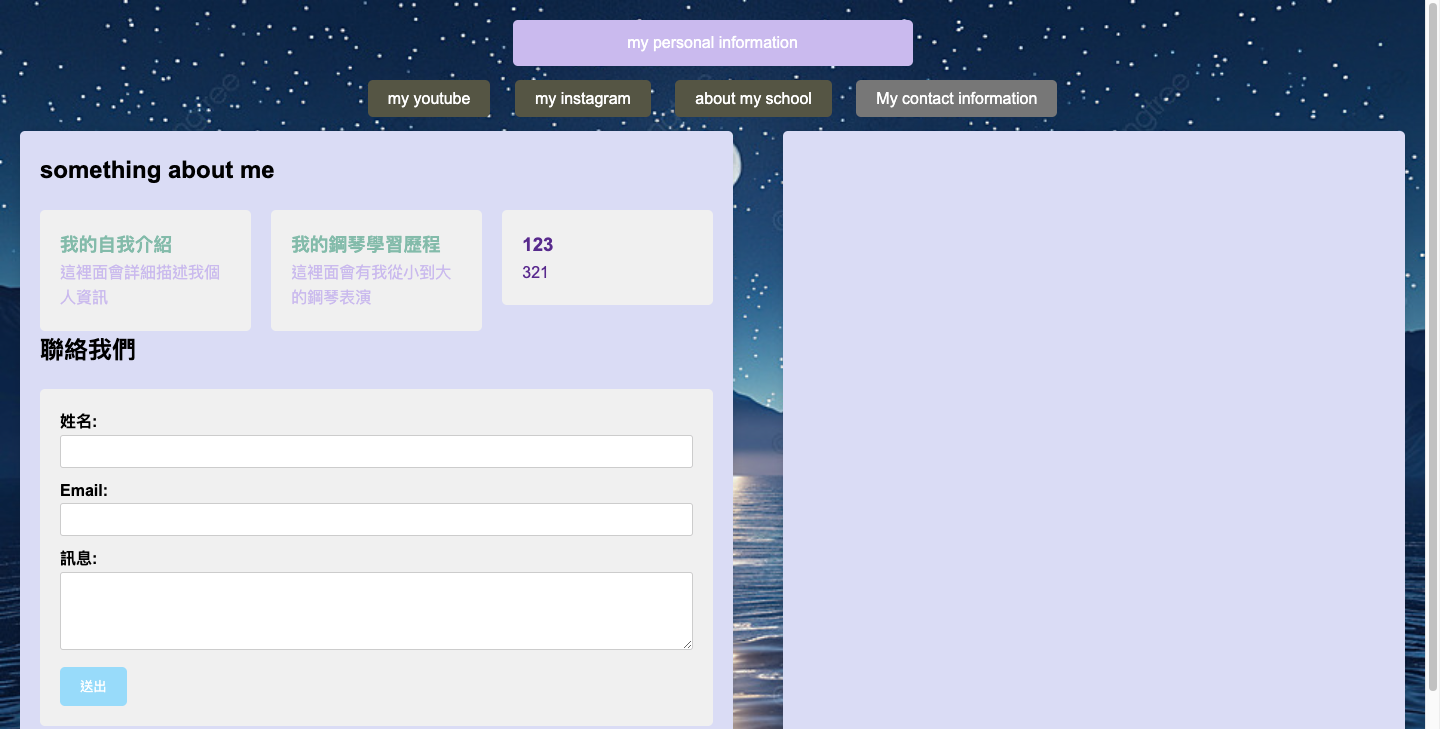 my personal information
my youtube
my instagram
about my school
My contact information
something about me
我的自我介紹
這裡面會詳細描述我個
人資訊
我的鋼琴學習歷程
這裡面會有我從小到大
的鋼琴表演
123
321
聯絡我們
姓名:
Email:
訊息:
送出